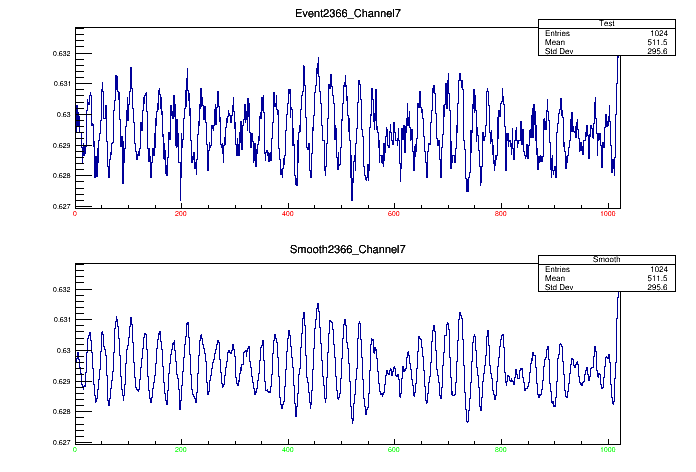 Event2366_Channel7
Test
Entries 1024
Mean 511.5
Std Dev 295.6
0.632
0.631
0.63
0.629
0.628
0.627
0 200 400 600 800 1000
Smooth2366_Channel7
Smooth
Entries 1024
Mean 511.5
Std Dev 295.6
0.632
0.631
0.63
0.629
0.628
0.627
0 200 400 600 800 1000